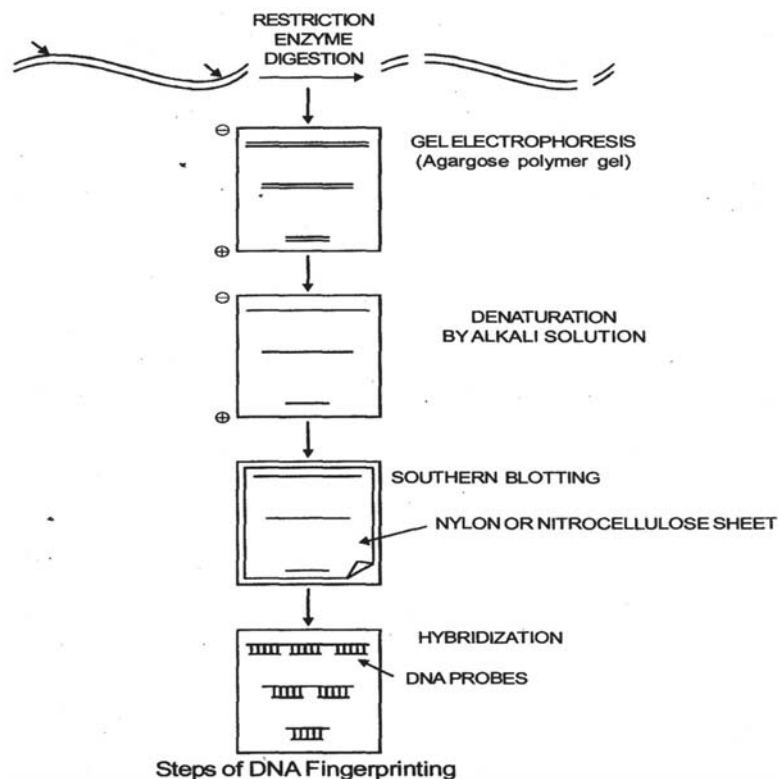 RESTRICTION
ENZYME
DIGESTION
⊖
GEL ELECTROPHORESIS
(Agargose polymer gel)
⊕
⊖
DENATURATION
BY ALKALI SOLUTION
⊕
SOUTHERN BLOTTING
NYLON OR NITROCELLULOSE SHEET
HYBRIDIZATION
DNA PROBES
Steps of DNA Fingerprinting